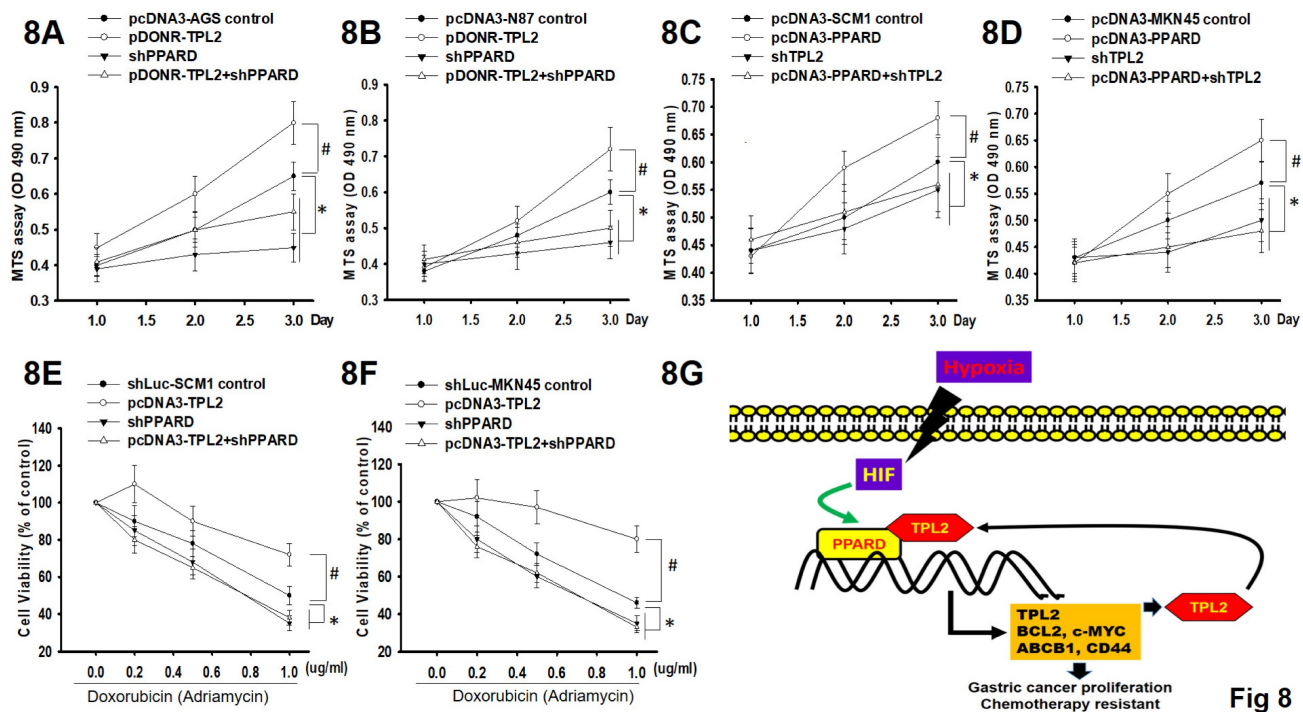 8A
pcDNA3-AGS control
pDONR-TPL2
shPPARD
pDONR-TPL2+shPPARD
MTS assay (OD 490 nm)
0.9
0.8
0.7
0.6
0.5
0.4
0.3
#
*
1.0 1.5 2.0 2.5 3.0 Day
8B
pcDNA3-N87 control
pDONR-TPL2
shPPARD
pDONR-TPL2+shPPARD
MTS assay (OD 490 nm)
0.9
0.8
0.7
0.6
0.5
0.4
0.3
#
*
1.0 1.5 2.0 2.5 3.0 Day
8C
pcDNA3-SCM1 control
pcDNA3-PPARD
shTPL2
pcDNA3-PPARD+shTPL2
MTS assay (OD 490 nm)
0.75
0.70
0.65
0.60
0.55
0.50
0.45
0.40
0.35
#
*
1.0 1.5 2.0 2.5 3.0 Day
8D
pcDNA3-MKN45 control
pcDNA3-PPARD
shTPL2
pcDNA3-PPARD+shTPL2
MTS assay (OD 490 nm)
0.75
0.70
0.65
0.60
0.55
0.50
0.45
0.40
0.35
#
*
1.0 1.5 2.0 2.5 3.0 Day
8E
shLuc-SCM1 control
pcDNA3-TPL2
shPPARD
pcDNA3-TPL2+shPPARD
Cell Viability (% of control)
140
120
100
80
60
40
20
#
*
0.0 0.2 0.4 0.6 0.8 1.0 (ug/ml)
Doxorubicin (Adriamycin)
8F
shLuc-MKN45 control
pcDNA3-TPL2
shPPARD
pcDNA3-TPL2+shPPARD
Cell Viability (% of control)
140
120
100
80
60
40
20
#
*
0.0 0.2 0.4 0.6 0.8 1.0 (ug/ml)
Doxorubicin (Adriamycin)
8G
Hypoxia
HIF
PPARD
TPL2
TPL2
BCL2, c-MYC
ABCB1, CD44
TPL2
Gastric cancer proliferation
Chemotherapy resistant
Fig 8